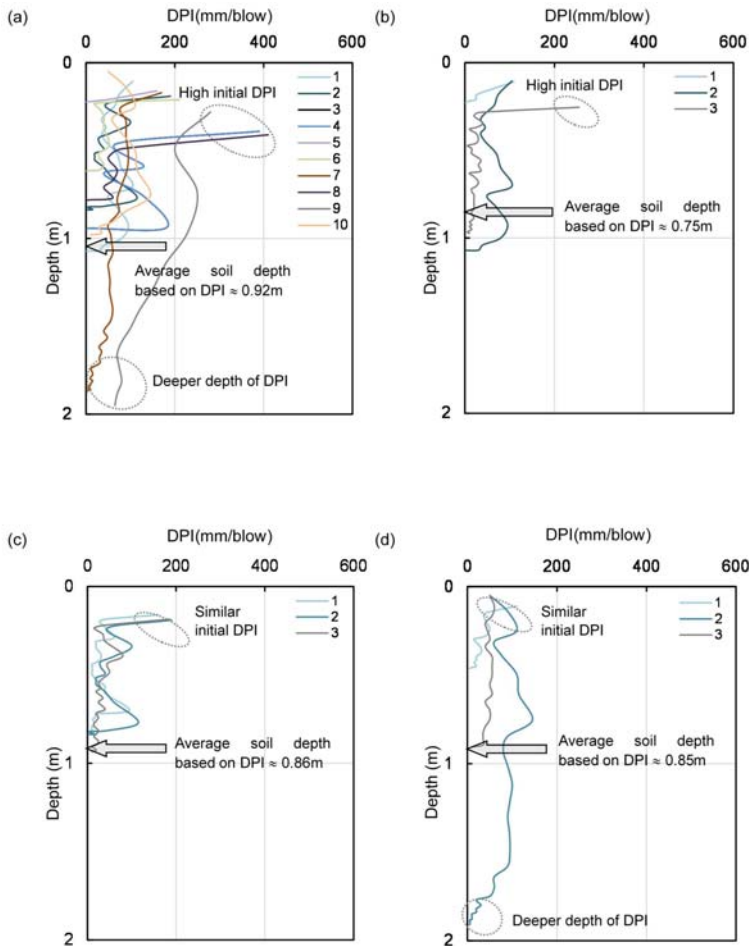 (a)
DPI(mm/blow)
0 200 400 600
0
1
2
Depth (m)
High initial DPI
1
2
3
4
5
6
7
8
9
10
Average soil depth
based on DPI ≈ 0.92m
Deeper depth of DPI
(b)
DPI(mm/blow)
0 200 400 600
0
1
2
Depth (m)
High initial DPI
1
2
3
Average soil depth
based on DPI ≈ 0.75m
(c)
DPI(mm/blow)
0 200 400 600
0
1
2
Depth (m)
Similar
initial DPI
1
2
3
Average soil depth
based on DPI ≈ 0.86m
(d)
DPI(mm/blow)
0 200 400 600
0
1
2
Depth (m)
Similar
initial DPI
1
2
3
Average soil depth
based on DPI ≈ 0.85m
Deeper depth of DPI